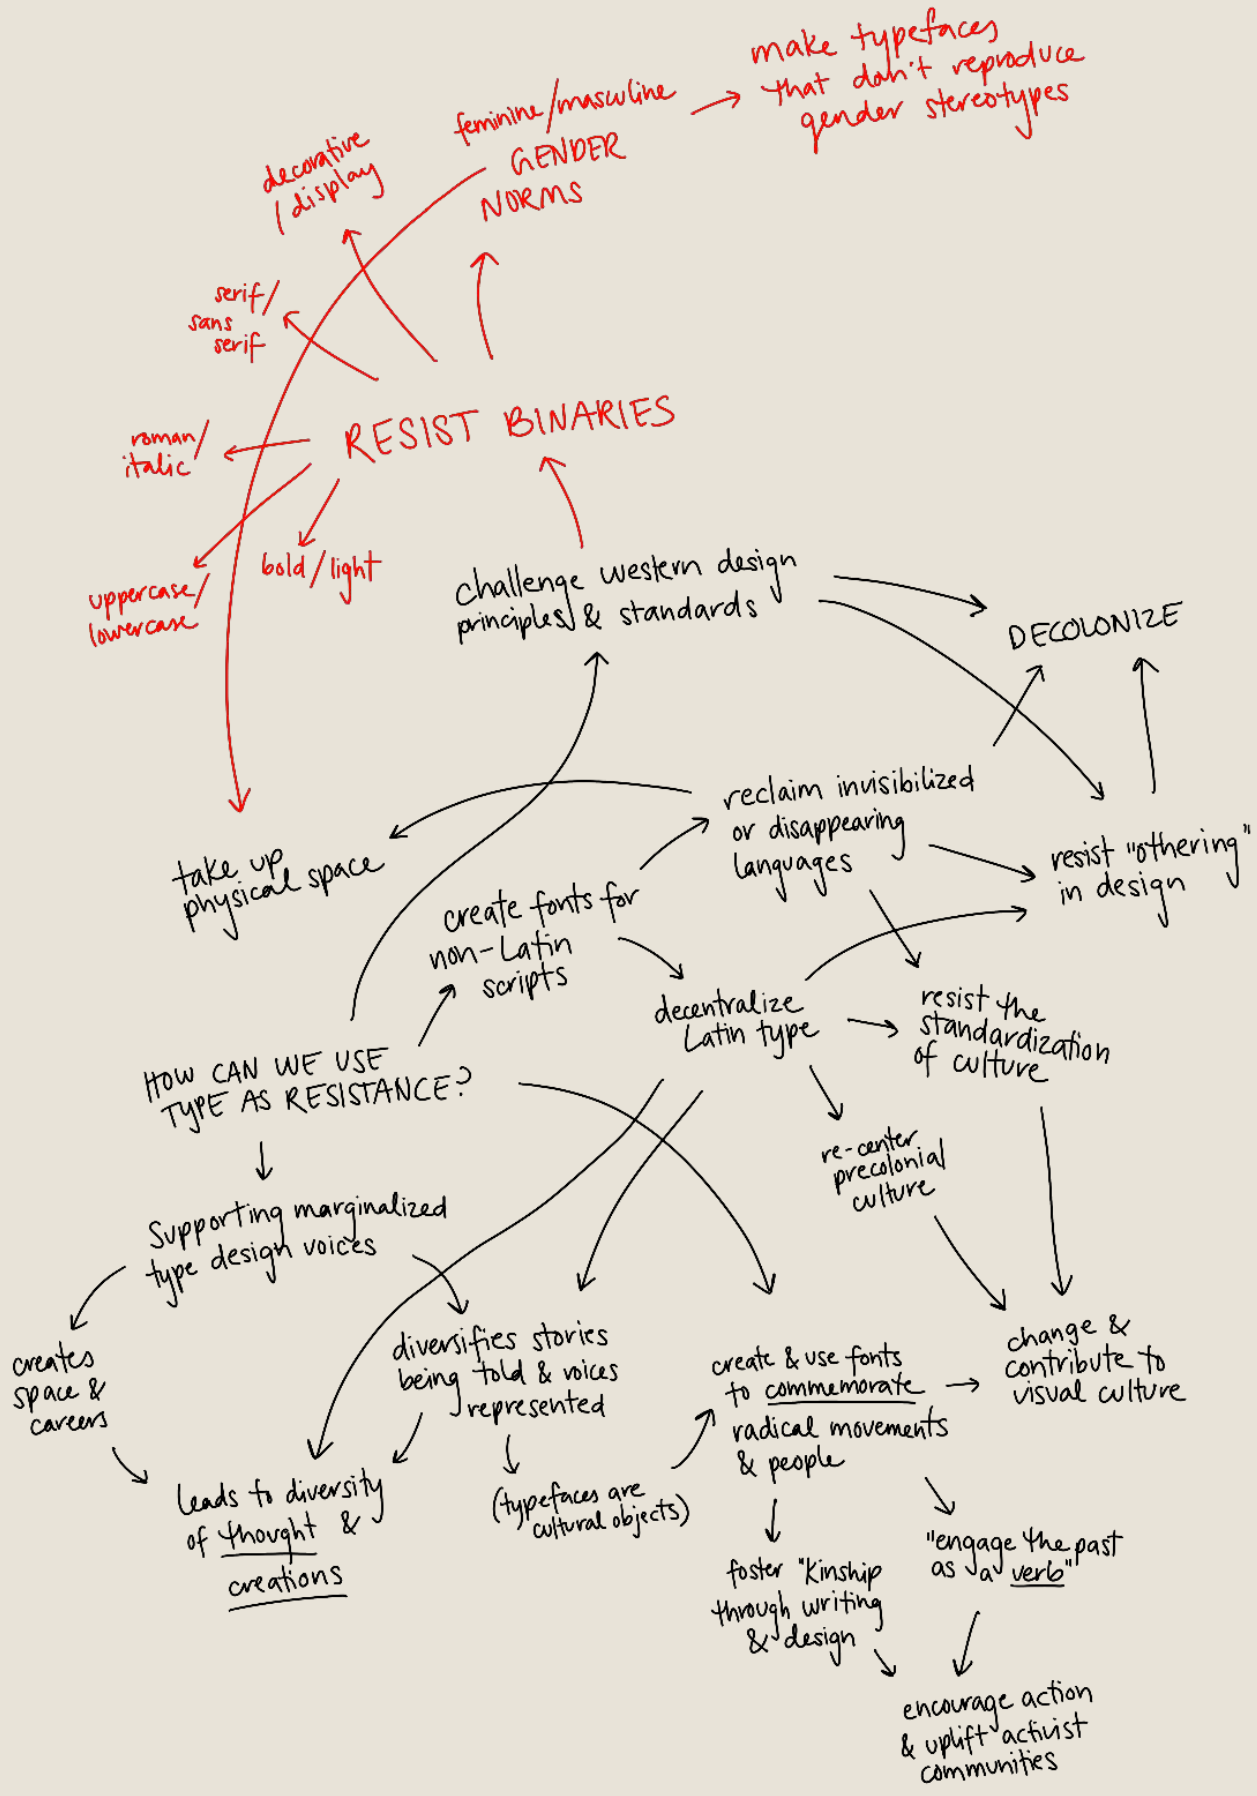 make typefaces
that don't reproduce
gender stereotypes
feminine/masculine
GENDER
NORMS
decorative
/display
serif/
sans
serif
RESIST BINARIES
roman/
italic
bold/light
uppercase/
lowercase
challenge western design
principles & standards
DECOLONIZE
reclaim invisibilized
or disappearing
languages
resist "othering"
in design
take up
physical space
create fonts for
non-Latin
scripts
decentralize
Latin type
resist the
standardization
of culture
HOW CAN WE USE
TYPE AS RESISTANCE?
re-center
precolonial
culture
Supporting marginalized
type design voices
creates
space &
careers
diversifies stories
being told & voices
represented
create & use fonts
to commemorate
radical movements
& people
change &
contribute to
visual culture
leads to diversity
of thought &
creations
(typefaces are
cultural objects)
foster "Kinship
through writing
& design
"engage the past
as a verb"
encourage action
& uplift activist
communities